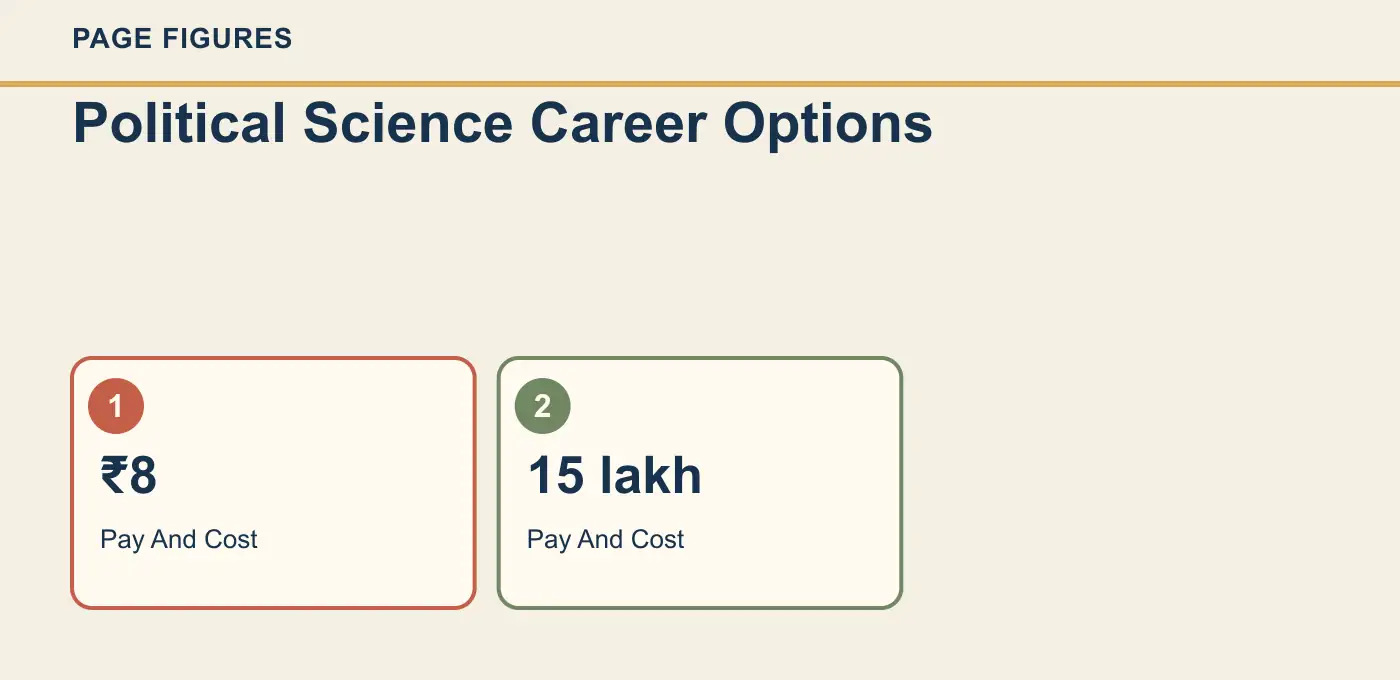 PAGE FIGURES
Political Science Career Options
1
₹8
Pay And Cost
2
15 lakh
Pay And Cost